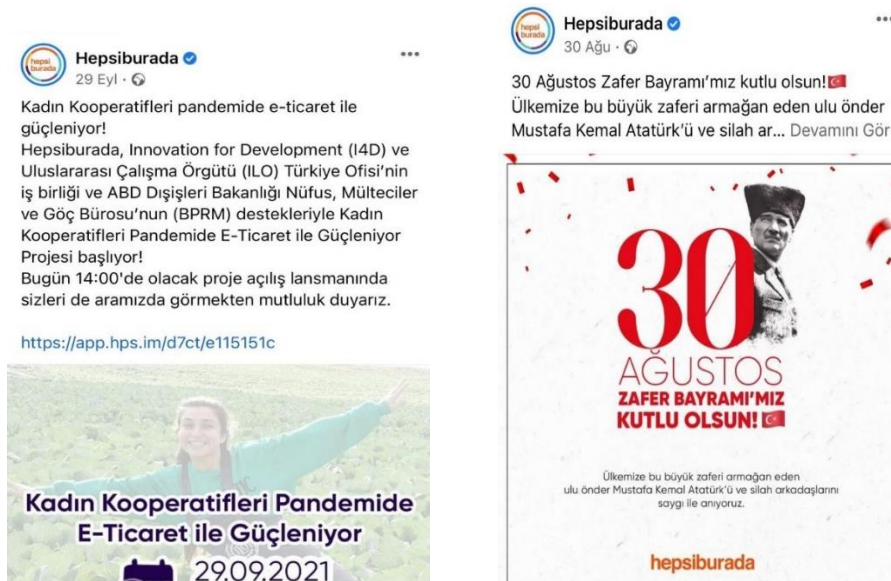 hepsi
burada
Hepsiburada
29 Eyl ·
Kadın Kooperatifleri pandemide e-ticaret ile
güçleniyor!
Hepsiburada, Innovation for Development (I4D) ve
Uluslararası Çalışma Örgütü (ILO) Türkiye Ofisi’nin
iş birliği ve ABD Dışişleri Bakanlığı Nüfus, Mülteciler
ve Göç Bürosu’nun (BPRM) destekleriyle Kadın
Kooperatifleri Pandemide E-Ticaret ile Güçleniyor
Projesi başlıyor!
Bugün 14:00'de olacak proje açılış lansmanında
sizleri de aramızda görmekten mutluluk duyarız.
https://app.hps.im/d7ct/e115151c
Kadın Kooperatifleri Pandemide
E-Ticaret ile Güçleniyor
29.09.2021
hepsi
burada
Hepsiburada
30 Ağu ·
30 Ağustos Zafer Bayramı’mız kutlu olsun!🇹🇷
Ülkemize bu büyük zaferi armağan eden ulu önder
Mustafa Kemal Atatürk’ü ve silah ar... Devamını Gör
30
AĞUSTOS
ZAFER BAYRAMI’MIZ
KUTLU OLSUN! 🇹🇷
Ülkemize bu büyük zaferi armağan eden
ulu önder Mustafa Kemal Atatürk’ü ve silah arkadaşlarını
saygı ile anıyoruz.
hepsiburada